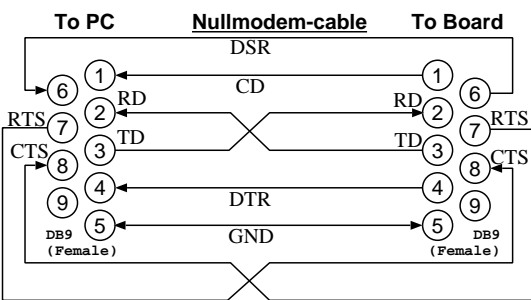 To PC Nullmodem-cable To Board
DSR
1 1
6 CD 6
RD RD
2 2
RTS 7 7 RTS
TD TD
3 3
CTS 8 8 CTS
4 4
DTR
9 9
5 5
GND
DB9 DB9
(Female) (Female)